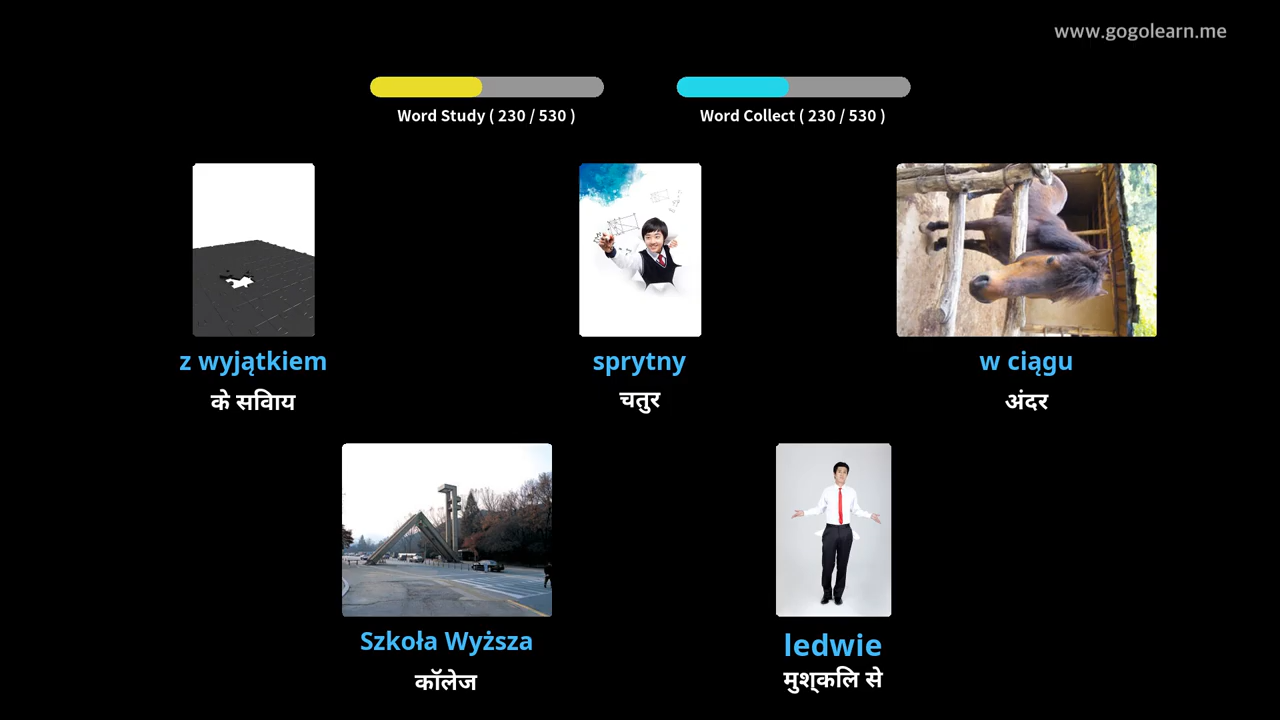 www.gogolearn.me
Word Study ( 230 / 530 )
Word Collect ( 230 / 530 )
z wyjątkiem
के सिवाय
sprytny
चतुर
w ciągu
अंदर
Szkoła Wyższa
कॉलेज
ledwie
मुश्किल से